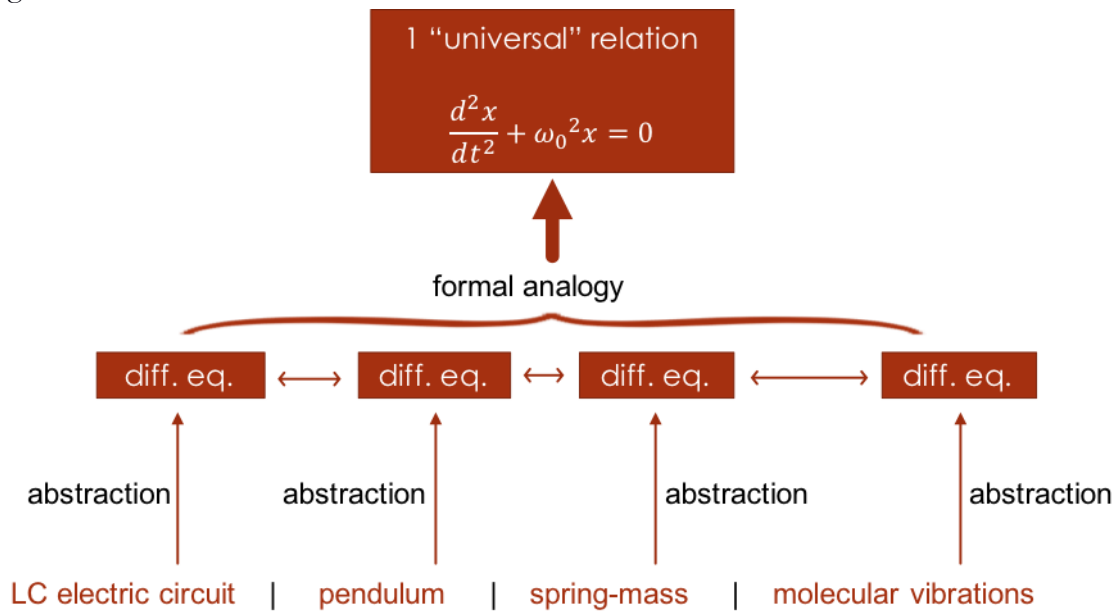 1 “universal” relation
d²x/dt² + ω₀²x = 0
formal analogy
diff. eq. diff. eq. diff. eq. diff. eq.
abstraction abstraction abstraction abstraction
LC electric circuit | pendulum | spring-mass | molecular vibrations